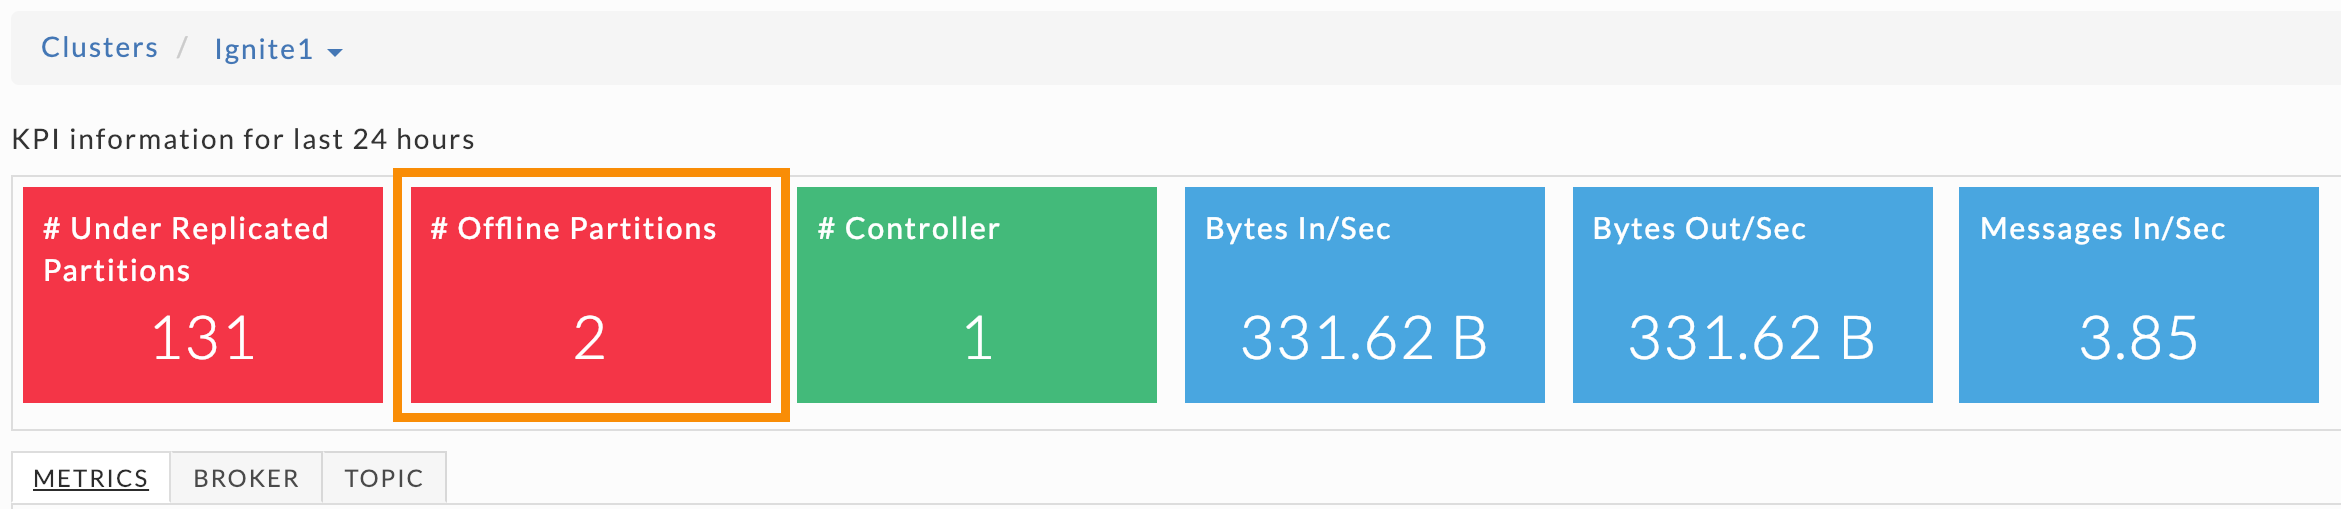 Clusters / Ignite1
KPI information for last 24 hours
# Under Replicated
Partitions
131
# Offline Partitions
2
# Controller
1
Bytes In/Sec
331.62 B
Bytes Out/Sec
331.62 B
Messages In/Sec
3.85
METRICS BROKER TOPIC